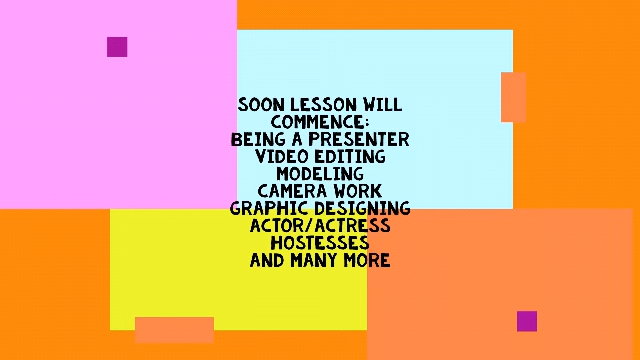 SOON LESSON WILL
COMMENCE:
BEING A PRESENTER
VIDEO EDITING
MODELING
CAMERA WORK
GRAPHIC DESIGNING
ACTOR/ACTRESS
HOSTESSES
AND MANY MORE